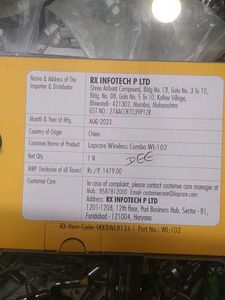 Name & Address of The
Importer & Distributor
RX INFOTECH P LTD
Shree Arihant Compound, Bldg No. C8, Gala No. 3 To 10,
Bldg. No. D8, Gala No. 5 To 10, Kalher Village,
Bhiwandi - 421302, Mumbai, Maharashtra
GST No. 27AACCR7039P1ZR
Month & Year of Mfg.
AUG-2023
Country of Origin
China
Common Name of Product
Lapcare Wireless Combo WL-102
Net Qty.
1 N
DEE
MRP (Inclusive of all Taxes)
Rs./ 1479.00
Customer Care
In case of complaint, please contact customer care manager at
Mob.: 8587812000 Email: customercare@lapcare.com
RX INFOTECH P LTD
1201-1208, 12th floor, Puri Business Hub, Sector - 81,
Faridabad - 121004, Haryana
Part No.: WL-102
RX-Item Code: